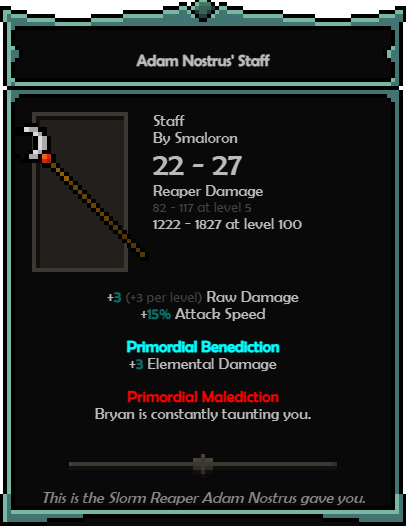 Adam Nostrus' Staff
Staff
By Smaloron
22 - 27
Reaper Damage
82 - 117 at level 5
1222 - 1827 at level 100
+3 (+3 per level) Raw Damage
+15% Attack Speed
Primordial Benediction
+3 Elemental Damage
Primordial Malediction
Bryan is constantly taunting you.
This is the Slorm Reaper Adam Nostrus gave you.